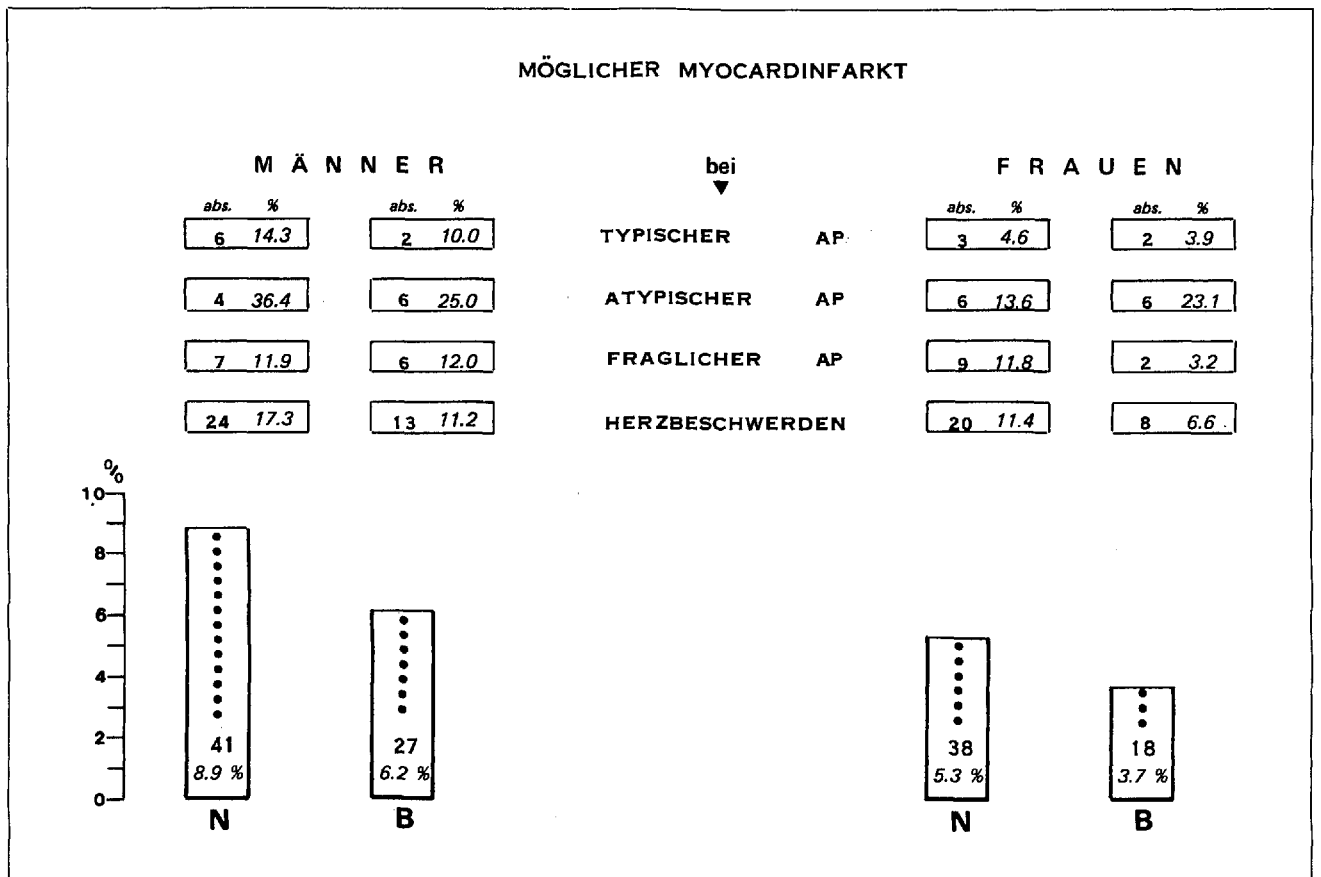 MÖGLICHER MYOCARDINFARKT
MÄNNER bei FRAUEN
abs. % abs. % abs. % abs. %
6 14.3 2 10.0 TYPISCHER AP 3 4.6 2 3.9
4 36.4 6 25.0 ATYPISCHER AP 6 13.6 6 23.1
7 11.9 6 12.0 FRAGLICHER AP 9 11.8 2 3.2
24 17.3 13 11.2 HERZBESCHWERDEN 20 11.4 8 6.6
%
10
8
6
4
2
0
41 27 38 18
8.9 % 6.2 % 5.3 % 3.7 %
N B N B